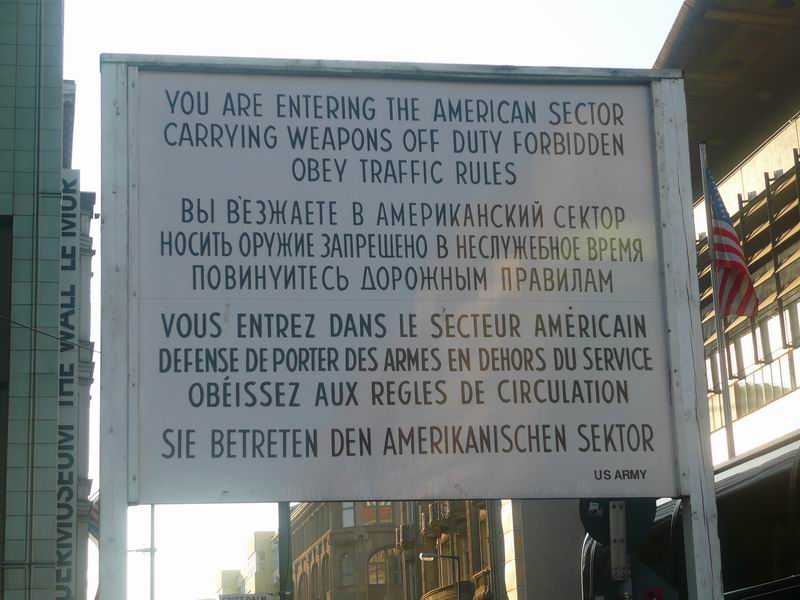 YOU ARE ENTERING THE AMERICAN SECTOR
CARRYING WEAPONS OFF DUTY FORBIDDEN
OBEY TRAFFIC RULES
ВЫ ВЪЕЗЖАЕТЕ В АМЕРИКАНСКИЙ СЕКТОР
НОСИТЬ ОРУЖИЕ ЗАПРЕЩЕНО В НЕСЛУЖЕБНОЕ ВРЕМЯ
ПОВИНУИТЕСЬ ДОРОЖНЫМ ПРАВИЛАМ
VOUS ENTREZ DANS LE SECTEUR AMÉRICAIN
DEFENSE DE PORTER DES ARMES EN DEHORS DU SERVICE
OBÉISSEZ AUX REGLES DE CIRCULATION
SIE BETRETEN DEN AMERIKANISCHEN SEKTOR
US ARMY
THE WALL LE MUR